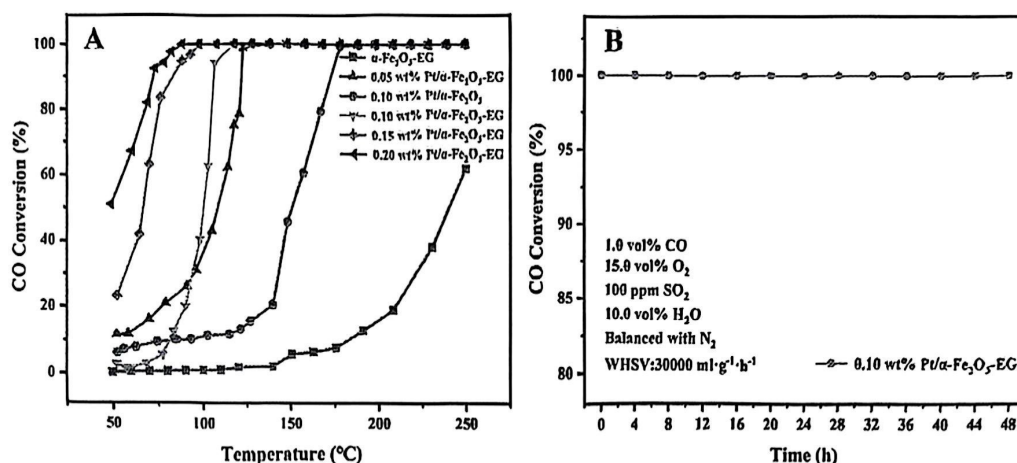 A
α-Fe₂O₃-EG
0.05 wt% Pt/α-Fe₂O₃-EG
0.10 wt% Pt/α-Fe₂O₃
0.10 wt% Pt/α-Fe₂O₃-EG
0.15 wt% Pt/α-Fe₂O₃-EG
0.20 wt% Pt/α-Fe₂O₃-EG
CO Conversion (%)
100
80
60
40
20
0
50
100
150
200
250
Temperature (°C)
B
CO Conversion (%)
100
95
90
85
80
1.0 vol% CO
15.0 vol% O₂
100 ppm SO₂
10.0 vol% H₂O
Balanced with N₂
WHSV:30000 ml·g⁻¹·h⁻¹
0.10 wt% Pt/α-Fe₂O₃-EG
0 4 8 12 16 20 24 28 32 36 40 44 48
Time (h)